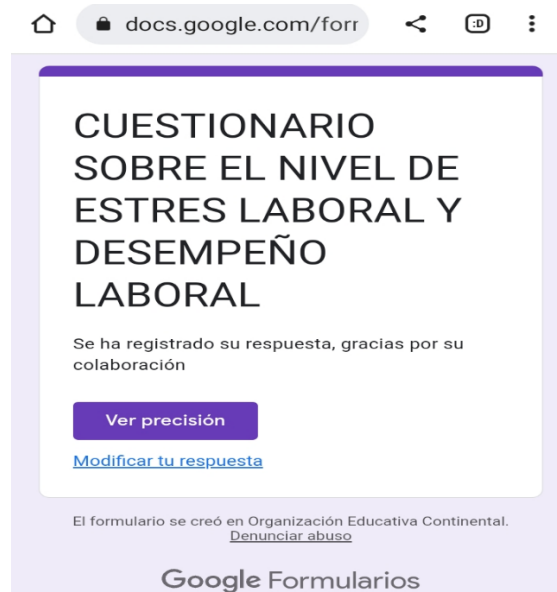 docs.google.com/forr
:D
CUESTIONARIO
SOBRE EL NIVEL DE
ESTRES LABORAL Y
DESEMPEÑO
LABORAL
Se ha registrado su respuesta, gracias por su
colaboración
Ver precisión
Modificar tu respuesta
El formulario se creó en Organización Educativa Continental.
Denunciar abuso
Google Formularios